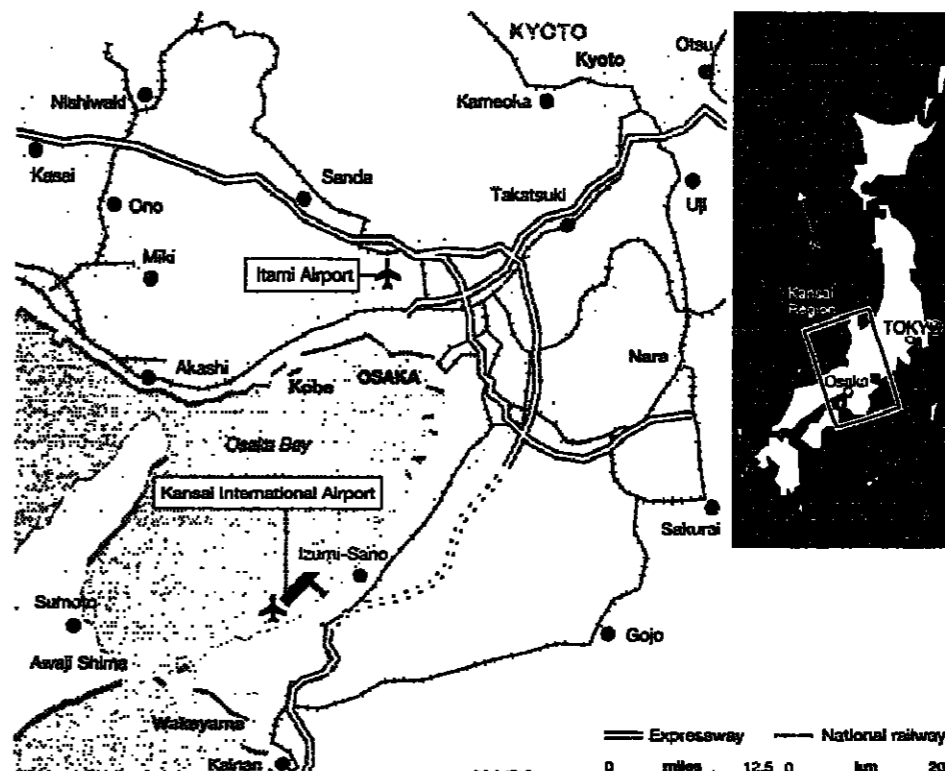 KYOTO
Kyoto
Otsu
Nishiwaki
Kameoka
Kasai
Sanda
Takatsuki
Ono
Uji
Miki
Itami Airport
Kansai
Region
TOKYO
Nara
Akashi
Kobe
OSAKA
Osaka
Osaka Bay
Kansai International Airport
Sakurai
Izumi-Sano
Sumoto
Gojo
Awaji Shima
Wakayama
Kainan
Expressway
National railway
0 miles 12.5 0 km 20